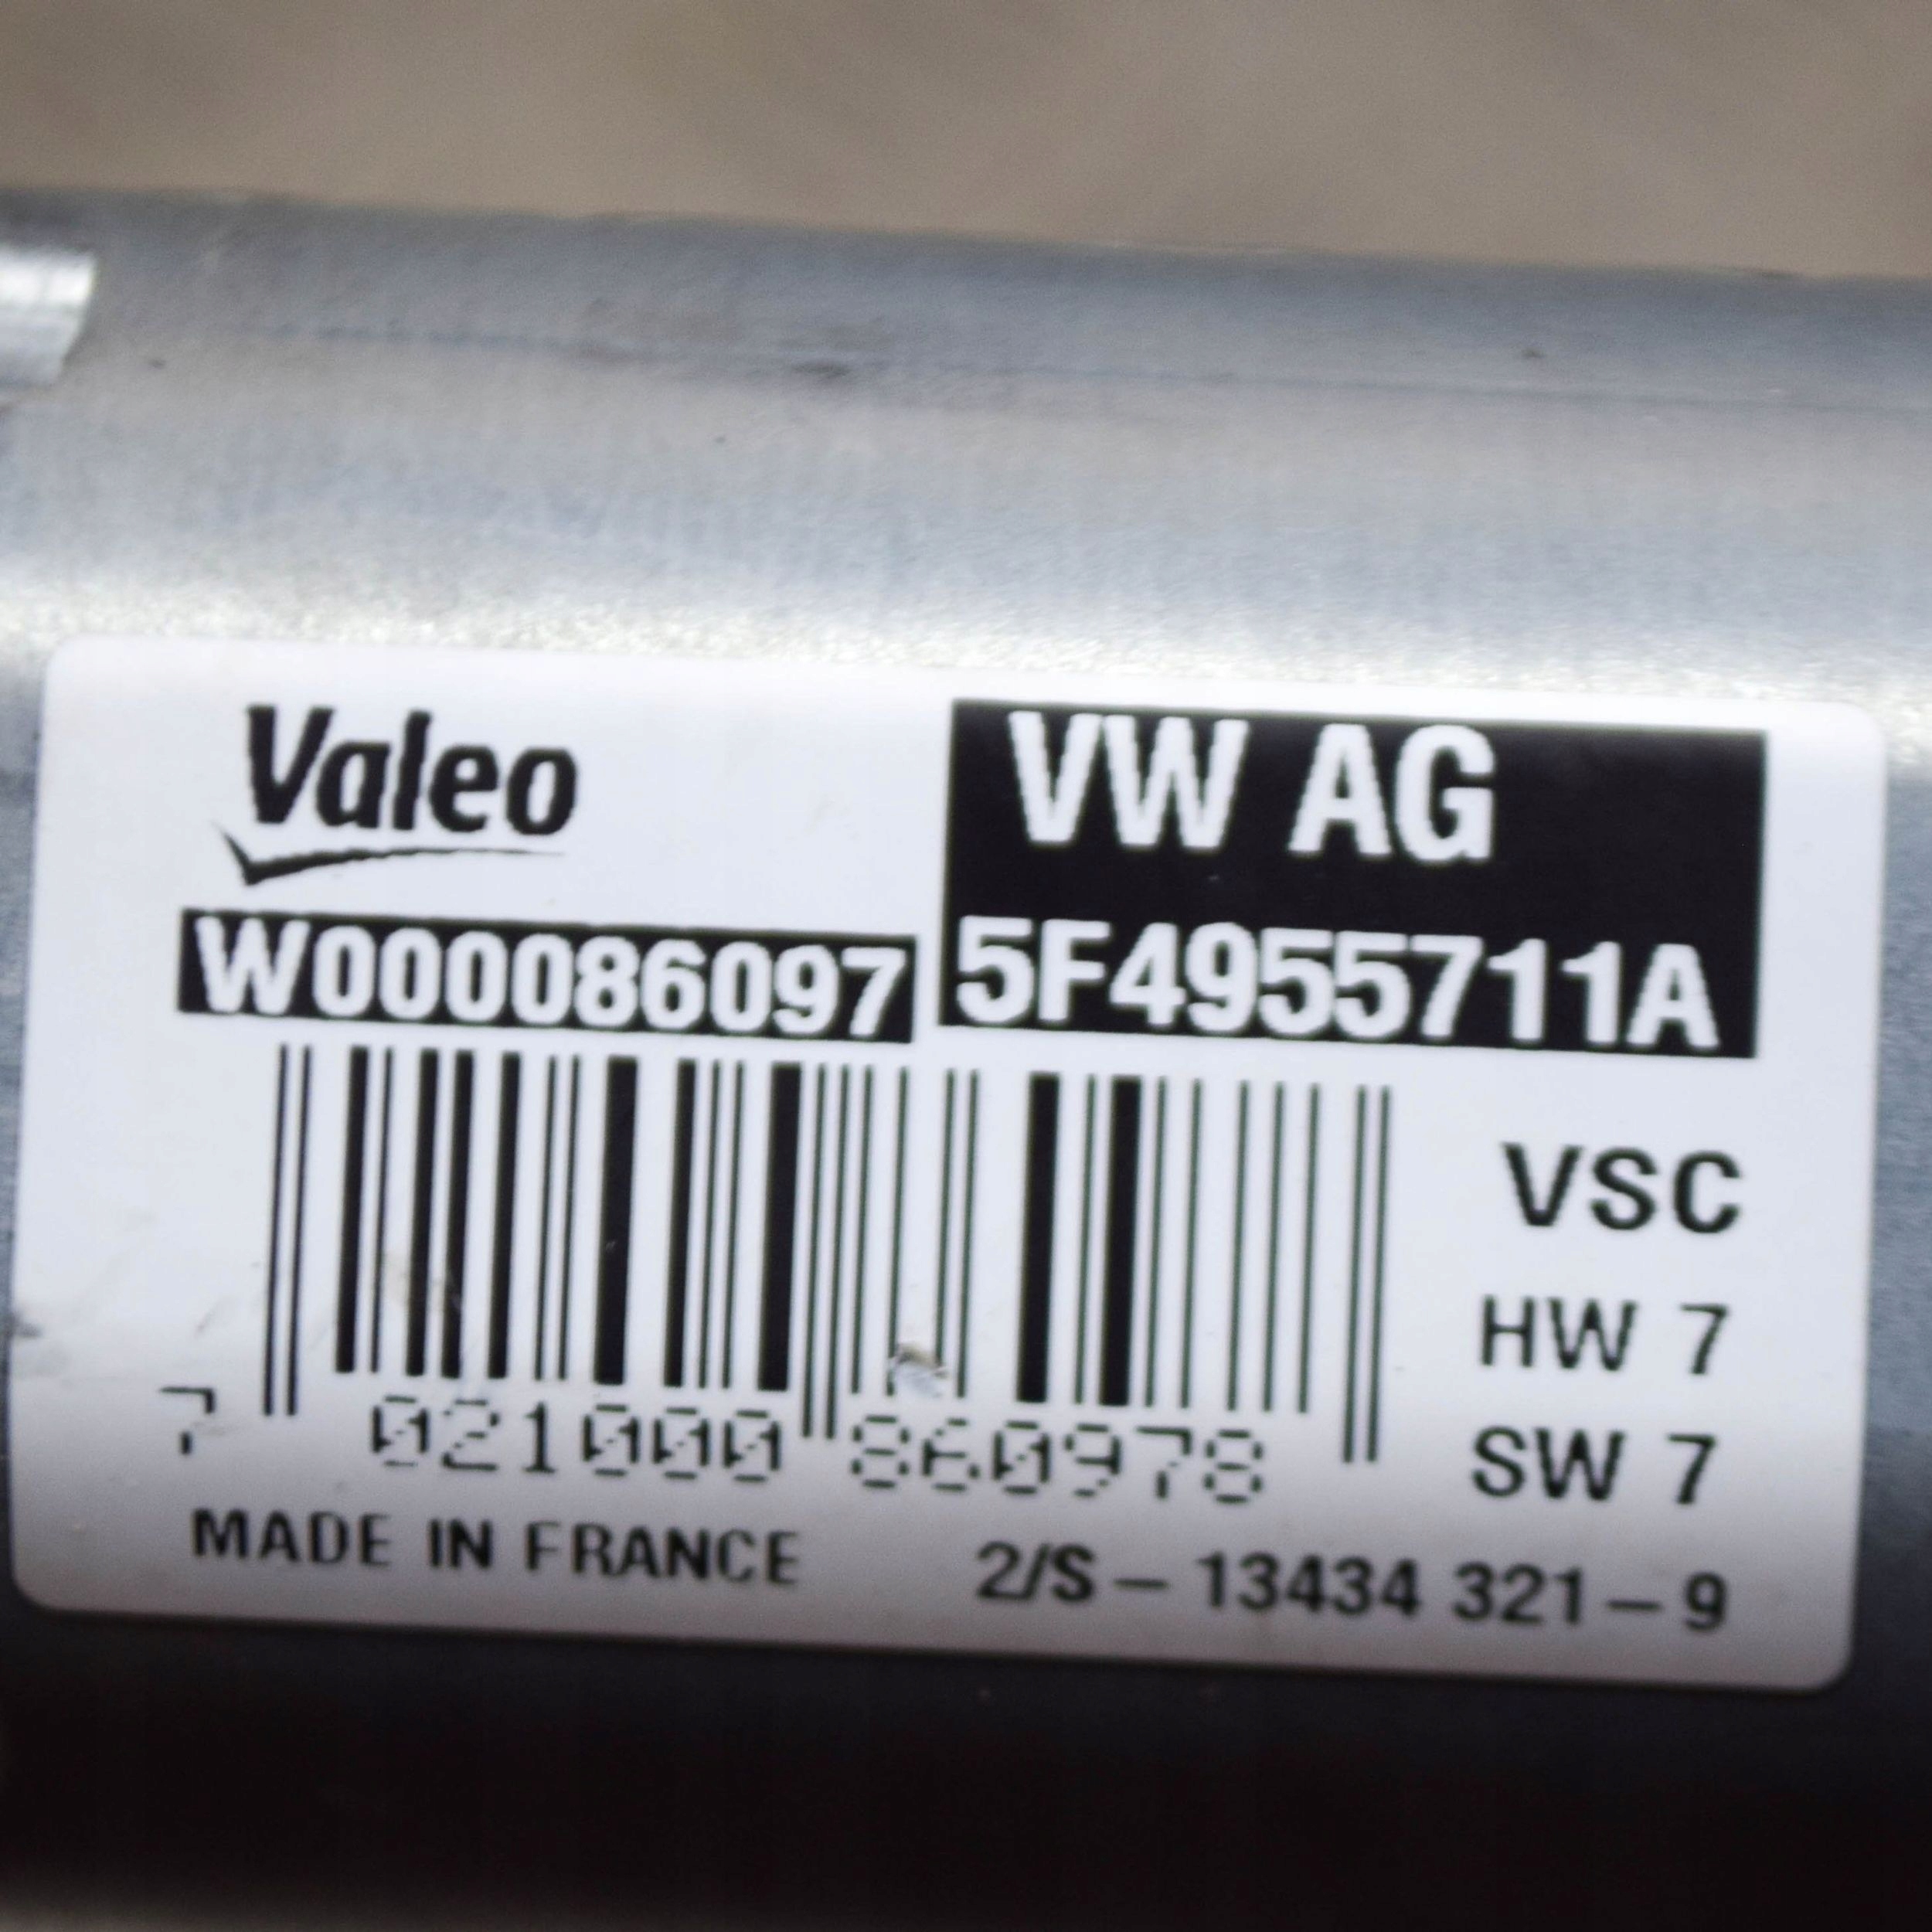 Valeo
VW AG
W000086097
5F4955711A
VSC
HW 7
SW 7
7 021000 860978
MADE IN FRANCE
2/S – 13434 321 – 9